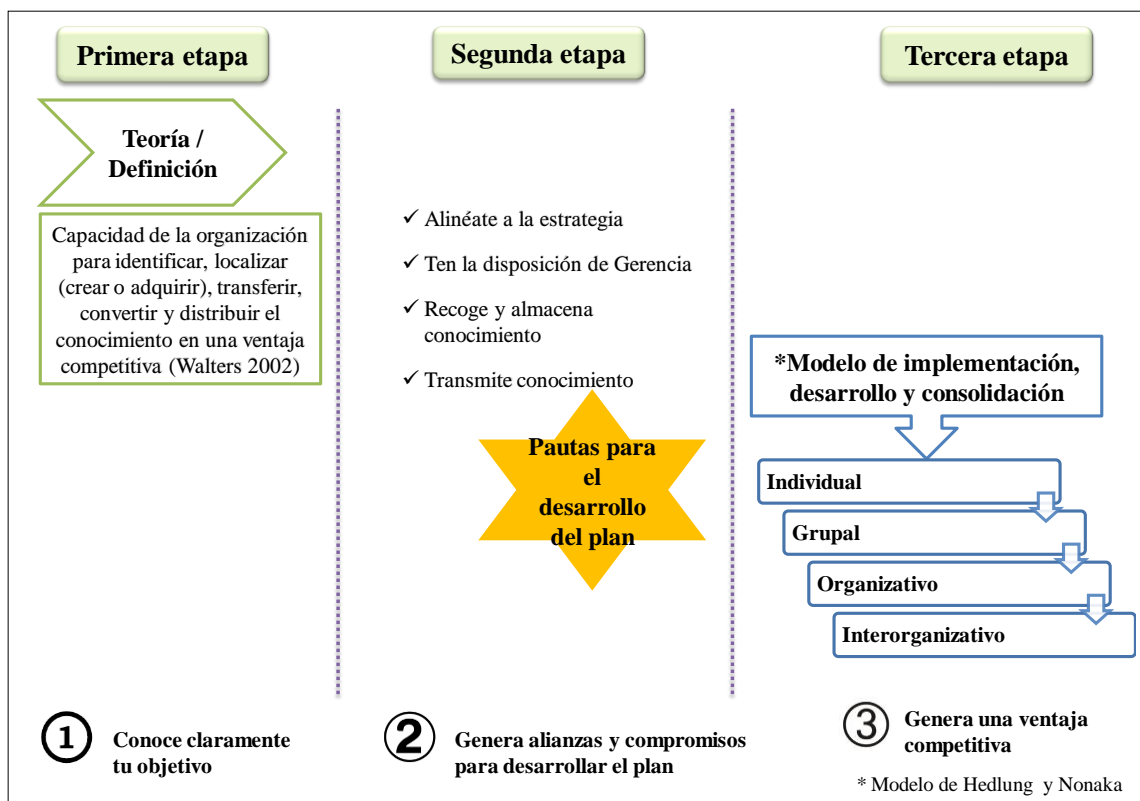 Primera etapa
Teoría /
Definición
Capacidad de la organización
para identificar, localizar
(crear o adquirir), transferir,
convertir y distribuir el
conocimiento en una ventaja
competitiva (Walters 2002)
1
Conoce claramente
tu objetivo
Segunda etapa
✓ Alinéate a la estrategia
✓ Ten la disposición de Gerencia
✓ Recoge y almacena
conocimiento
✓ Transmite conocimiento
Pautas para
el
desarrollo
del plan
2
Genera alianzas y compromisos
para desarrollar el plan
Tercera etapa
*Modelo de implementación,
desarrollo y consolidación
Individual
Grupal
Organizativo
Interorganizativo
3
Genera una ventaja
competitiva
* Modelo de Hedlung y Nonaka